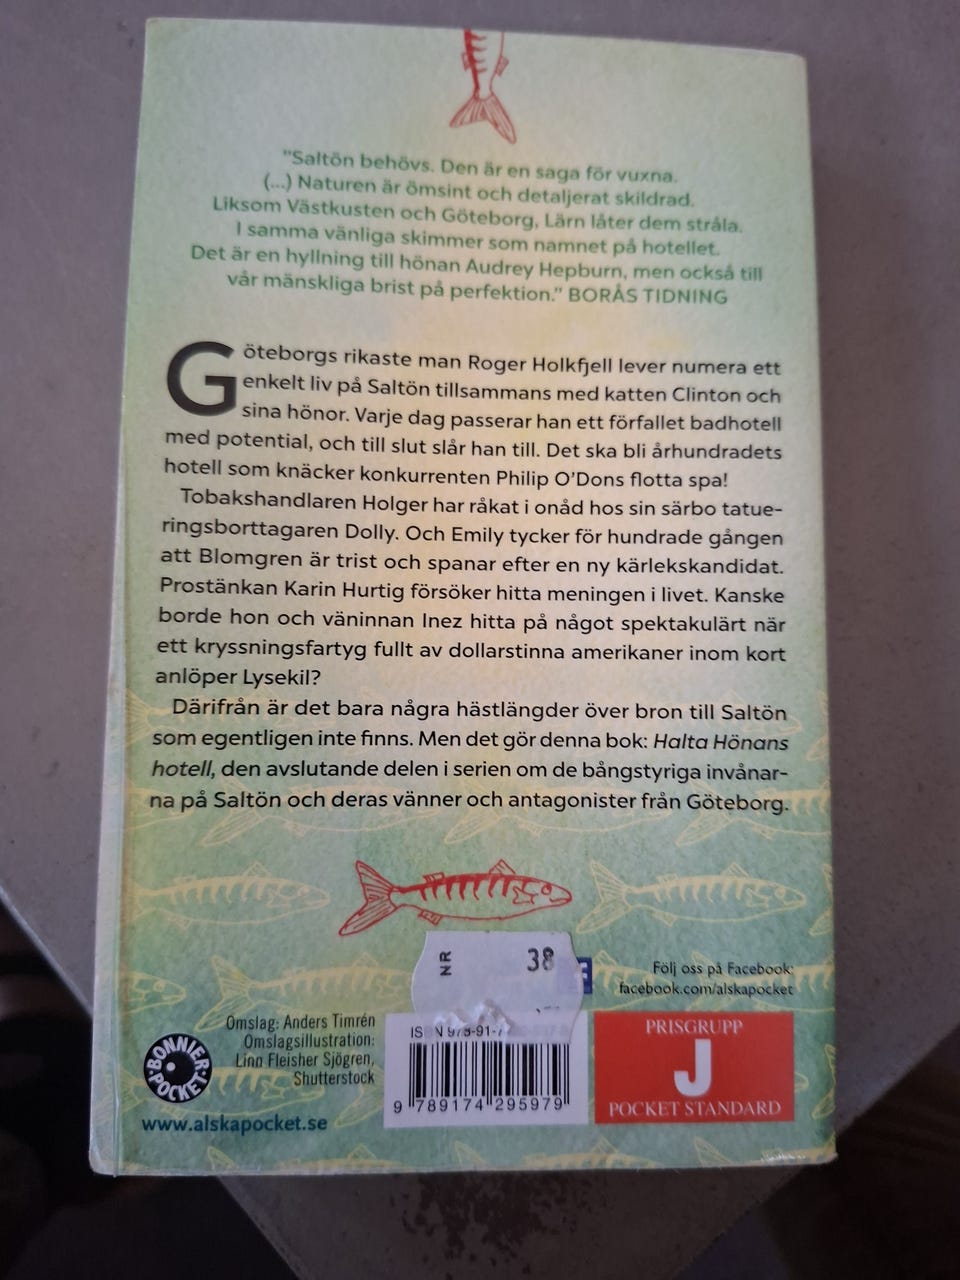 "Saltön behövs. Den är en saga för vuxna.
(...) Naturen är ömsint och detaljerat skildrad.
Liksom Västkusten och Göteborg, Lärn låter dem stråla.
I samma vänliga skimmer som namnet på hotellet.
Det är en hyllning till hönan Audrey Hepburn, men också till
vår mänskliga brist på perfektion." BORÅS TIDNING
Göteborgs rikaste man Roger Holkfjell lever numera ett
enkelt liv på Saltön tillsammans med katten Clinton och
sina hönor. Varje dag passerar han ett förfallet badhotell
med potential, och till slut slår han till. Det ska bli århundradets
hotell som knäcker konkurrenten Philip O'Dons flotta spa!
Tobakshandlaren Holger har råkat i onåd hos sin särbo tatue-
ringsborttagaren Dolly. Och Emily tycker för hundrade gången
att Blomgren är trist och spanar efter en ny kärlekskandidat.
Prostänkan Karin Hurtig försöker hitta meningen i livet. Kanske
borde hon och väninnan Inez hitta på något spektakulärt när
ett kryssningsfartyg fullt av dollarstinna amerikaner inom kort
anlöper Lysekil?
Därifrån är det bara några hästlängder över bron till Saltön
som egentligen inte finns. Men det gör denna bok: Halta Hönans
hotell, den avslutande delen i serien om de bångstyriga invånar-
na på Saltön och deras vänner och antagonister från Göteborg.
NR 38
f
Följ oss på Facebook:
facebook.com/alskapocket
Omslag: Anders Timrén
Omslagsillustration:
Linn Fleisher Sjögren,
Shutterstock
BONNIER
POCKET
www.alskapocket.se
9 789174 295979
PRISGRUPP
J
POCKET STANDARD